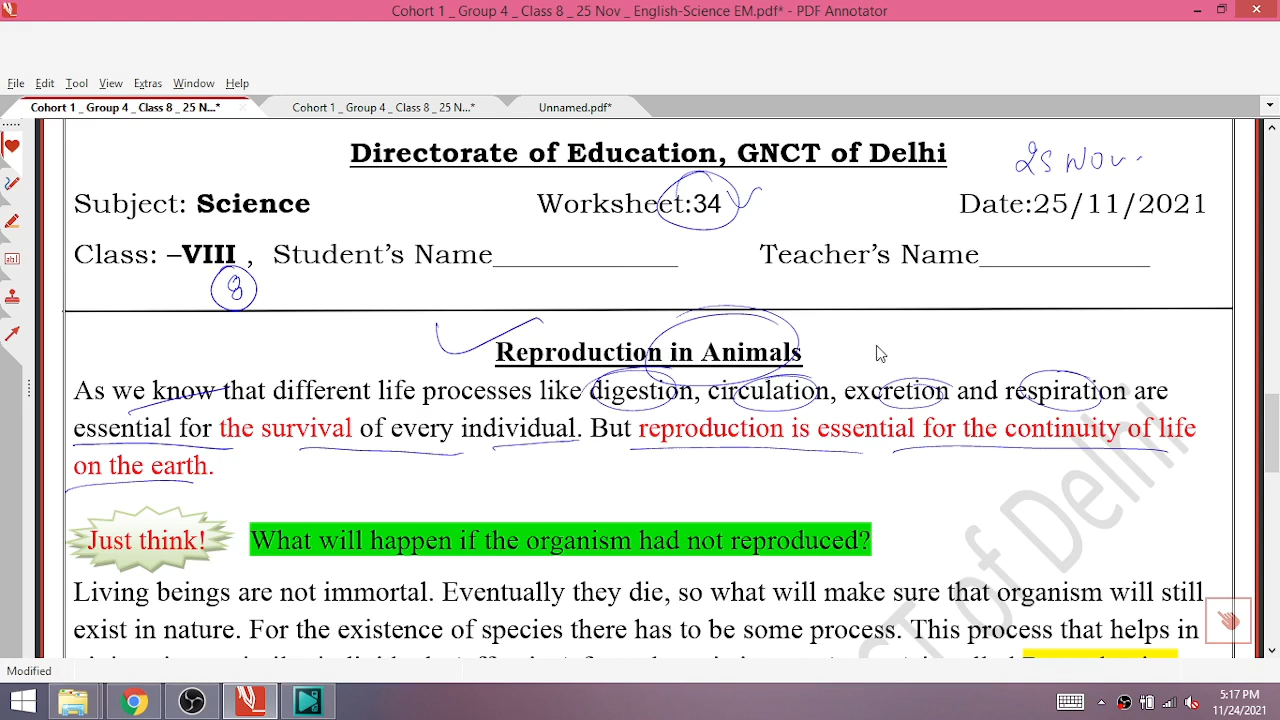 Cohort 1 _ Group 4 _ Class 8 _ 25 Nov _ English-Science EM.pdf* - PDF Annotator
File Edit Tool View Extras Window Help
Cohort 1 _ Group 4 _ Class 8 _ 25 N...* Cohort 1 _ Group 4 _ Class 8 _ 25 N...* Unnamed.pdf*
Directorate of Education, GNCT of Delhi
25 Nov.
Subject: Science Worksheet:34 Date:25/11/2021
Class: –VIII , Student's Name____________ Teacher's Name____________
8
Reproduction in Animals
As we know that different life processes like digestion, circulation, excretion and respiration are
essential for the survival of every individual. But reproduction is essential for the continuity of life
on the earth.
Just think! What will happen if the organism had not reproduced?
Living beings are not immortal. Eventually they die, so what will make sure that organism will still
exist in nature. For the existence of species there has to be some process. This process that helps in
CT of Delhi
Modified
5:17 PM
11/24/2021